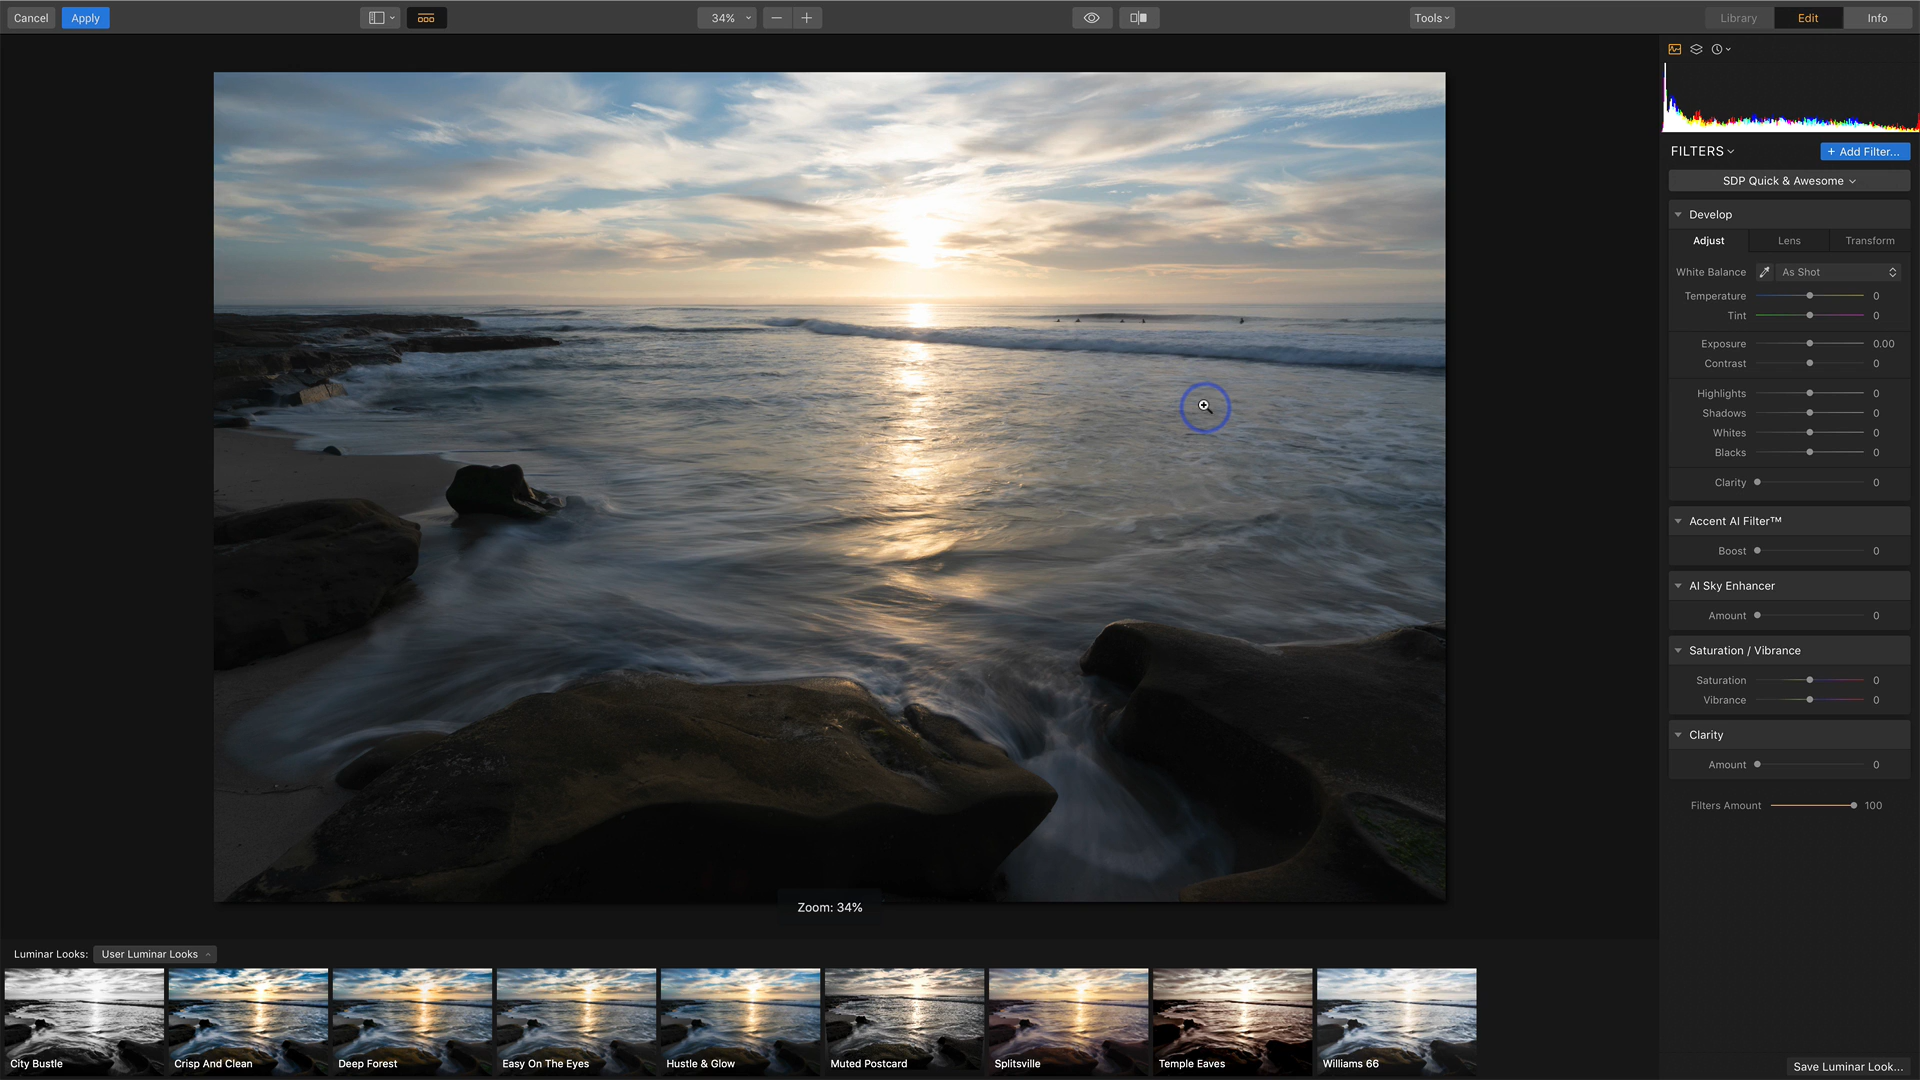 Cancel
Apply
34%
Tools
Library
Edit
Info
FILTERS
+ Add Filter...
SDP Quick & Awesome
Develop
Adjust
Lens
Transform
White Balance As Shot
Temperature 0
Tint 0
Exposure 0.00
Contrast 0
Highlights 0
Shadows 0
Whites 0
Blacks 0
Clarity 0
Accent AI Filter™
Boost 0
AI Sky Enhancer
Amount 0
Saturation / Vibrance
Saturation 0
Vibrance 0
Clarity
Amount 0
Filters Amount 100
Zoom: 34%
Luminar Looks: User Luminar Looks
City Bustle
Crisp And Clean
Deep Forest
Easy On The Eyes
Hustle & Glow
Muted Postcard
Splitsville
Temple Eaves
Williams 66
Save Luminar Look...